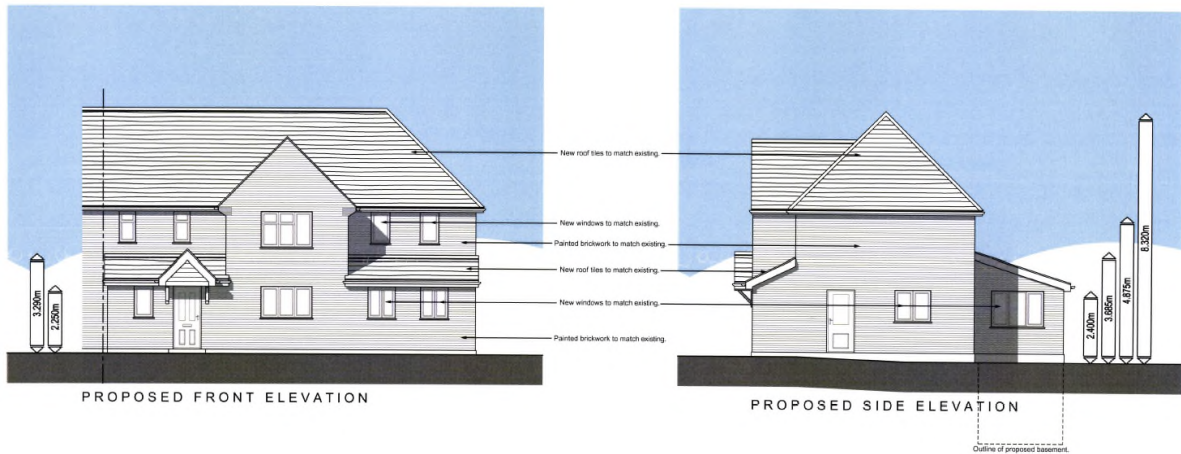 New roof tiles to match existing.
New windows to match existing.
Painted brickwork to match existing.
New roof tiles to match existing.
New windows to match existing.
Painted brickwork to match existing.
3.290m
2.250m
2.400m
3.685m
4.875m
8.320m
PROPOSED FRONT ELEVATION
PROPOSED SIDE ELEVATION
Outline of proposed basement.